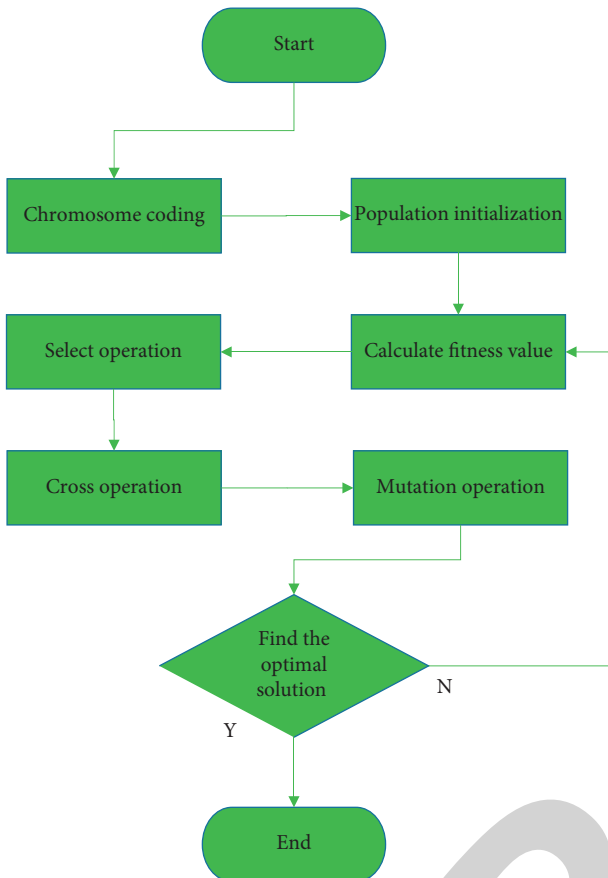 Start
Chromosome coding
Population initialization
Select operation
Calculate fitness value
Cross operation
Mutation operation
Find the
optimal
solution
N
Y
End